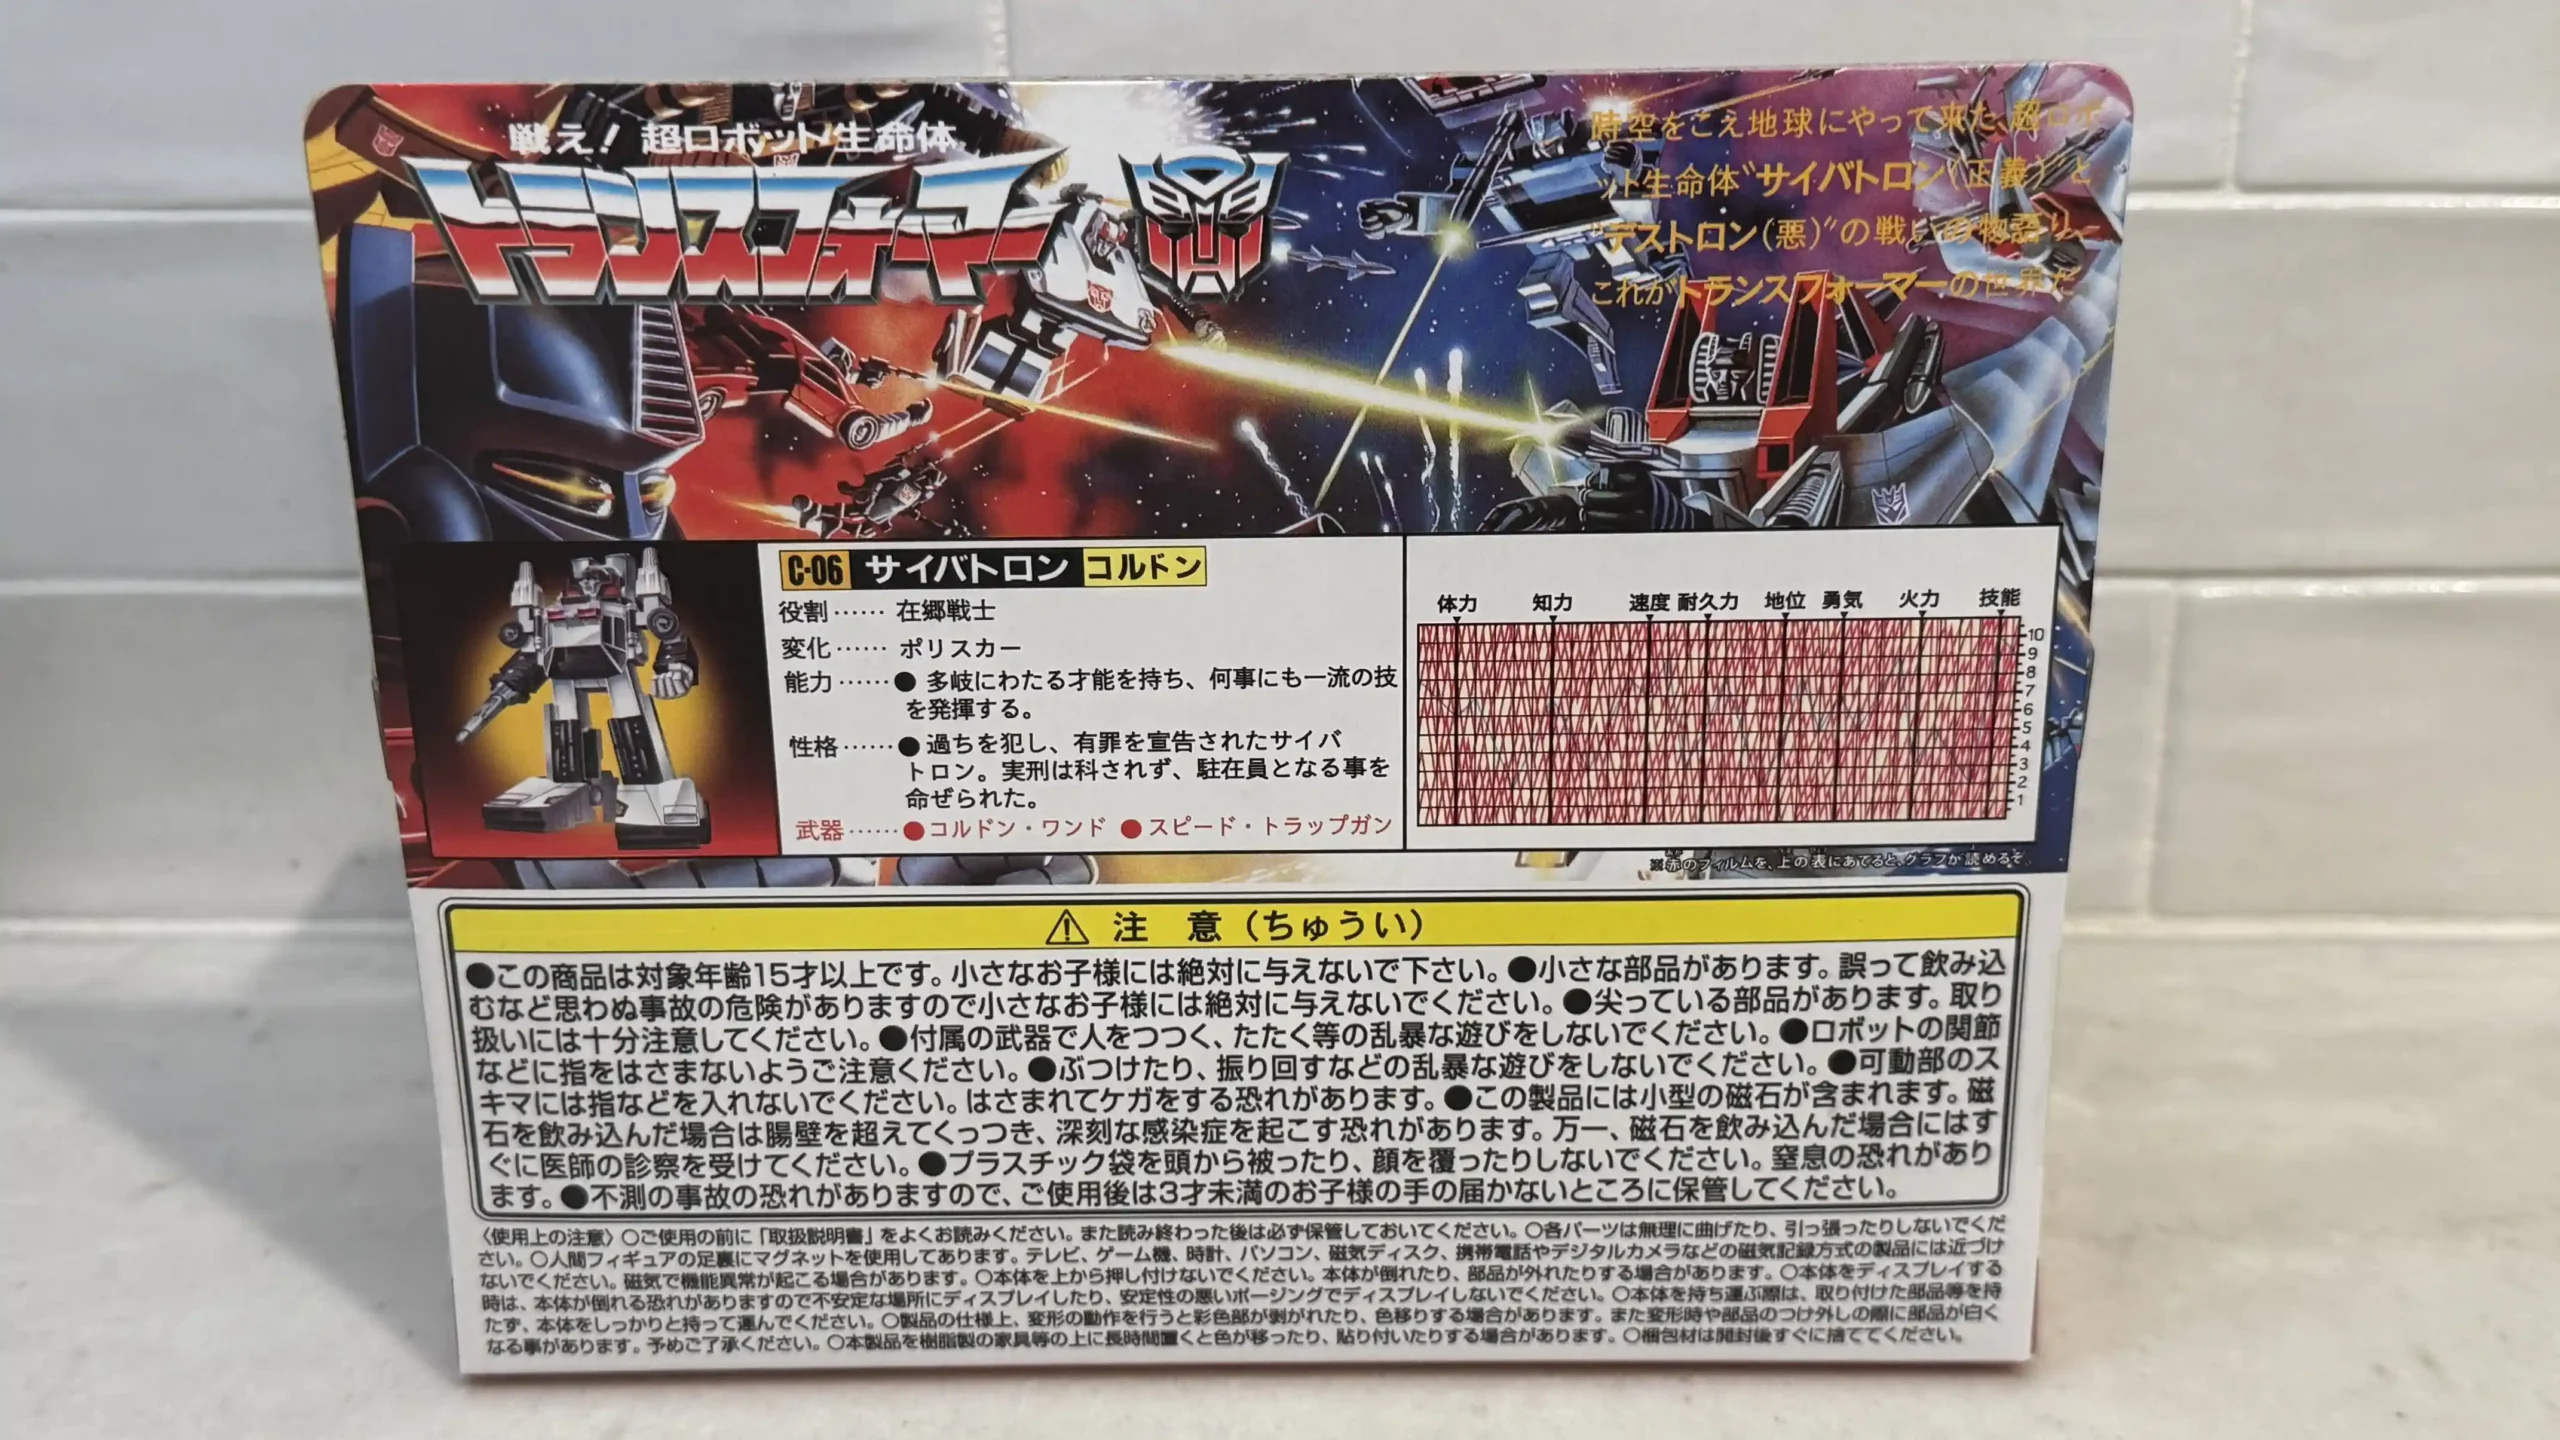 戦え！超ロボット生命体
トランスフォーマー
時空をこえ地球にやって来た、超ロボ
ット生命体“サイバトロン（正義）”と
“デストロン（悪）”の戦いの物語り、
これがトランスフォーマーの世界だ
C-06 サイバトロン コルドン
役割……在郷戦士
変化……ポリスカー
能力……●多岐にわたる才能を持ち、何事にも一流の技
を発揮する。
性格……●過ちを犯し、有罪を宣告されたサイバ
トロン。実刑は科されず、駐在員となる事を
命ぜられた。
武器……●コルドン・ワンド ●スピード・トラップガン
体力 知力 速度 耐久力 地位 勇気 火力 技能
10
9
8
7
6
5
4
3
2
1
※赤のフィルムを、上の表にあてると、グラフが読めるぞ。
⚠ 注 意（ちゅうい）
●この商品は対象年齢15才以上です。小さなお子様には絶対に与えないで下さい。●小さな部品があります。誤って飲み込
むなど思わぬ事故の危険がありますので小さなお子様には絶対に与えないでください。●尖っている部品があります。取り
扱いには十分注意してください。●付属の武器で人をつつく、たたく等の乱暴な遊びをしないでください。●ロボットの関節
などに指をはさまないようご注意ください。●ぶつけたり、振り回すなどの乱暴な遊びをしないでください。●可動部のス
キマには指などを入れないでください。はさまれてケガをする恐れがあります。●この製品には小型の磁石が含まれます。磁
石を飲み込んだ場合は腸壁を超えてくっつき、深刻な感染症を起こす恐れがあります。万一、磁石を飲み込んだ場合にはす
ぐに医師の診察を受けてください。●プラスチック袋を頭から被ったり、顔を覆ったりしないでください。窒息の恐れがあり
ます。●不測の事故の恐れがありますので、ご使用後は3才未満のお子様の手の届かないところに保管してください。
〈使用上の注意〉○ご使用の前に「取扱説明書」をよくお読みください。また読み終わった後は必ず保管しておいてください。○各パーツは無理に曲げたり、引っ張ったりしないでくだ
さい。○人間フィギュアの足裏にマグネットを使用してあります。テレビ、ゲーム機、時計、パソコン、磁気ディスク、携帯電話やデジタルカメラなどの磁気記録方式の製品には近づけ
ないでください。磁気で機能異常が起こる場合があります。○本体を上から押し付けないでください。本体が倒れたり、部品が外れたりする場合があります。○本体をディスプレイする
時は、本体が倒れる恐れがありますので不安定な場所にディスプレイしたり、安定性の悪いポージングでディスプレイしないでください。○本体を持ち運ぶ際は、取り付けた部品等を持
たず、本体をしっかりと持って運んでください。○製品の仕様上、変形の動作を行うと彩色部が剥がれたり、色移りする場合があります。また変形時や部品のつけ外しの際に部品が白く
なる事があります。予めご了承ください。○本製品を樹脂製の家具等の上に長時間置くと色が移ったり、貼り付いたりする場合があります。○梱包材は開封後すぐに捨ててください。